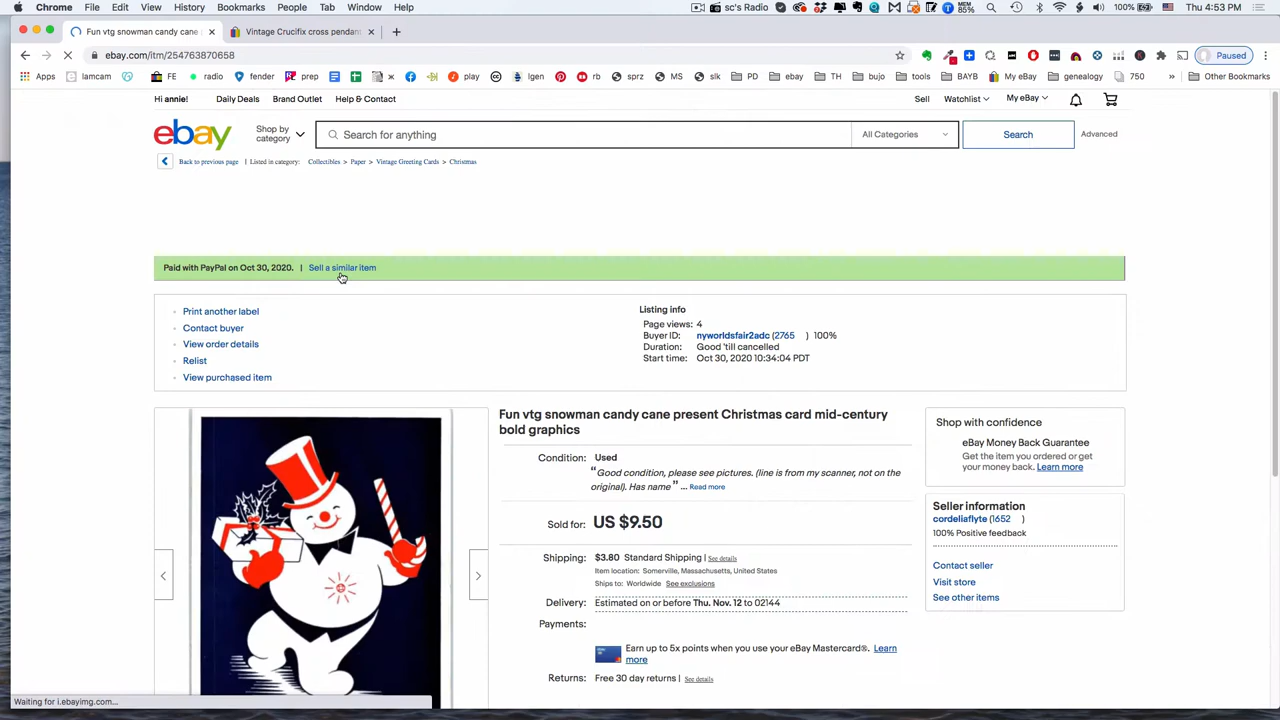 Chrome File Edit View History Bookmarks People Tab Window Help sc's Radio MEM 85% 100% Thu 4:53 PM
Fun vtg snowman candy cane × Vintage Crucifix cross pendan × +
ebay.com/itm/254763870658 Paused
Apps iamcam FE radio fender prep play Igen rb sprz MS slk PD ebay TH bujo tools BAYB My eBay genealogy 750 » Other Bookmarks
Hi annie! Daily Deals Brand Outlet Help & Contact Sell Watchlist My eBay
ebay Shop by category Search for anything All Categories Search Advanced
Back to previous page | Listed in category: Collectibles > Paper > Vintage Greeting Cards > Christmas
Paid with PayPal on Oct 30, 2020. | Sell a similar item
Print another label
Contact buyer
View order details
Relist
View purchased item
Listing info
Page views: 4
Buyer ID: nyworldsfair2adc (2765 ) 100%
Duration: Good 'till cancelled
Start time: Oct 30, 2020 10:34:04 PDT
Fun vtg snowman candy cane present Christmas card mid-century
bold graphics
Condition: Used
“Good condition, please see pictures. (line is from my scanner, not on the
original). Has name ” ... Read more
Sold for: US $9.50
Shipping: $3.80 Standard Shipping | See details
Item location: Somerville, Massachusetts, United States
Ships to: Worldwide See exclusions
Delivery: Estimated on or before Thu. Nov. 12 to 02144
Payments:
Earn up to 5x points when you use your eBay Mastercard®. Learn
more
Returns: Free 30 day returns | See details
Shop with confidence
eBay Money Back Guarantee
Get the item you ordered or get
your money back. Learn more
Seller information
cordeliaflyte (1652 )
100% Positive feedback
Contact seller
Visit store
See other items
Waiting for i.ebayimg.com...